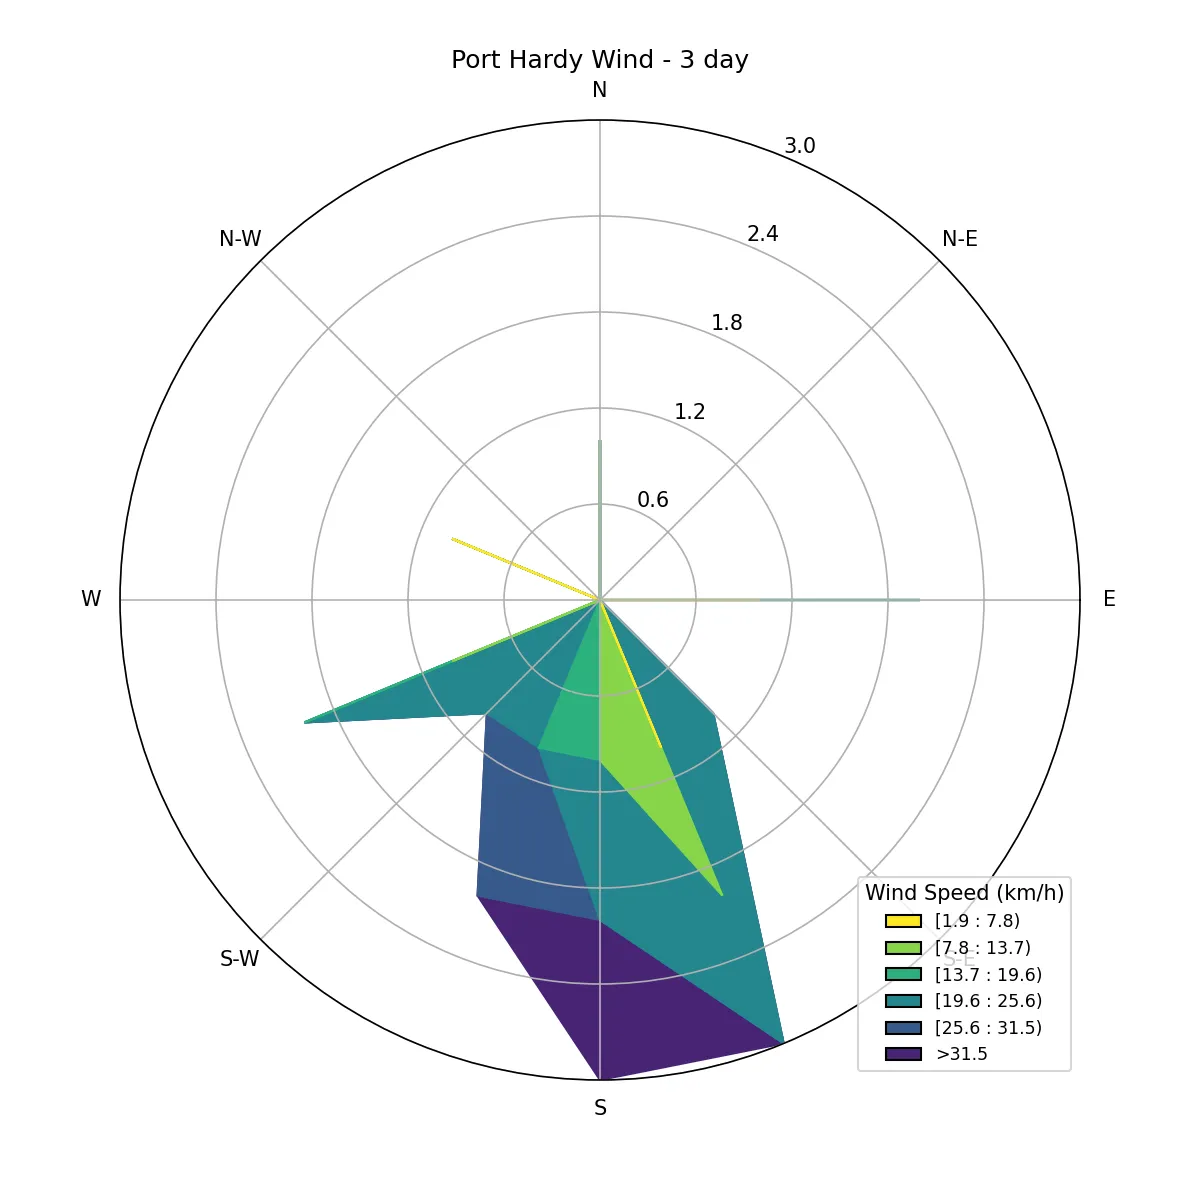 Port Hardy Wind - 3 day
N
3.0
N-W
2.4
N-E
1.8
1.2
0.6
W
E
Wind Speed (km/h)
[1.9 : 7.8)
[7.8 : 13.7)
S-W
S-E
[13.7 : 19.6)
[19.6 : 25.6)
[25.6 : 31.5)
>31.5
S